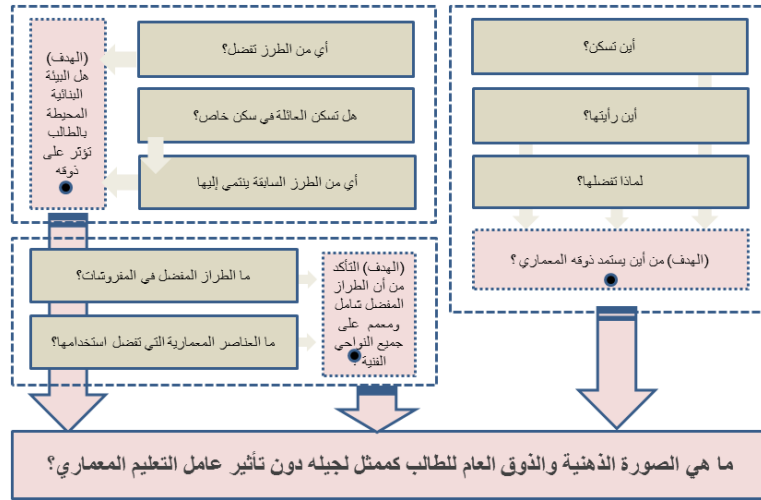 أين تسكن؟
أين رأيتها؟
لماذا تفضلها؟
(الهدف) من أين يستمد ذوقه المعماري ؟
أي من الطرز تفضل؟
هل تسكن العائلة في سكن خاص؟
أي من الطرز السابقة ينتمي إليها
(الهدف)
هل البيئة
البنائية
المحيطة
بالطالب
تؤثر على
ذوقه
ما الطراز المفضل في المفروشات؟
ما العناصر المعمارية التي تفضل استخدامها؟
(الهدف) التأكد
من أن الطراز
المفضل شامل
ومعمم على
جميع النواحي
الفنية ؟
ما هي الصورة الذهنية والذوق العام للطالب كممثل لجيله دون تأثير عامل التعليم المعماري؟